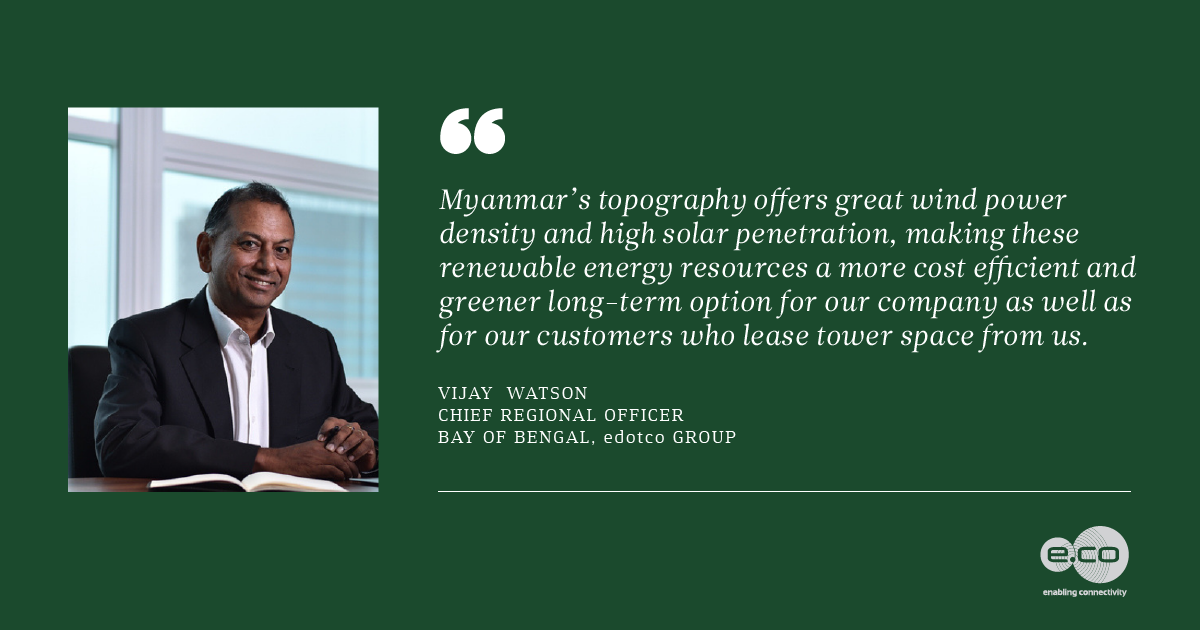 “
Myanmar’s topography offers great wind power
density and high solar penetration, making these
renewable energy resources a more cost efficient and
greener long-term option for our company as well as
for our customers who lease tower space from us.
VIJAY WATSON
CHIEF REGIONAL OFFICER
BAY OF BENGAL, edotco GROUP
e.co
enabling connectivity